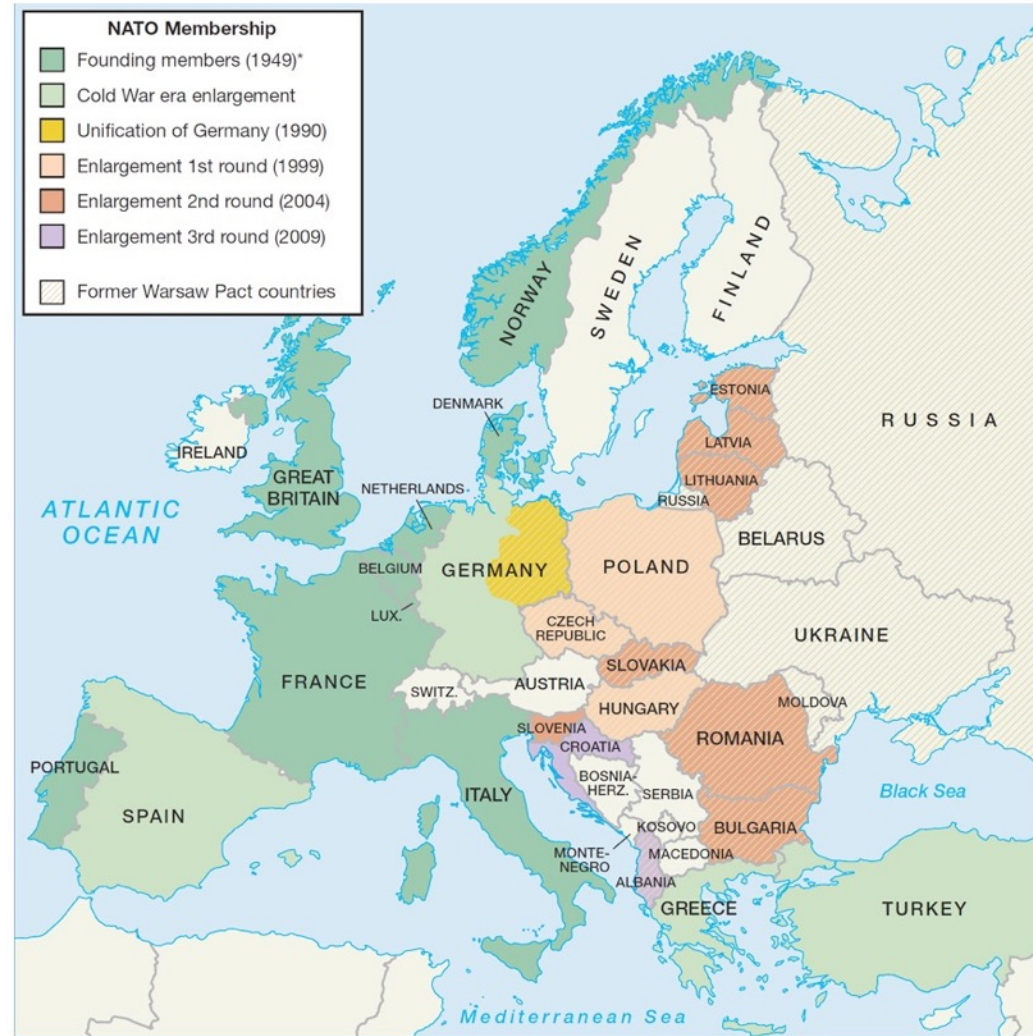 NATO Membership
Founding members (1949)*
Cold War era enlargement
Unification of Germany (1990)
Enlargement 1st round (1999)
Enlargement 2nd round (2004)
Enlargement 3rd round (2009)
Former Warsaw Pact countries
NORWAY
SWEDEN
FINLAND
ESTONIA
RUSSIA
DENMARK
LATVIA
IRELAND
LITHUANIA
GREAT
BRITAIN
NETHERLANDS
RUSSIA
ATLANTIC
OCEAN
BELARUS
BELGIUM
GERMANY
POLAND
LUX.
CZECH
REPUBLIC
UKRAINE
SLOVAKIA
FRANCE
SWITZ.
AUSTRIA
HUNGARY
MOLDOVA
SLOVENIA
CROATIA
ROMANIA
PORTUGAL
BOSNIA-
HERZ.
SERBIA
ITALY
Black Sea
SPAIN
KOSOVO
BULGARIA
MONTE-
NEGRO
MACEDONIA
ALBANIA
GREECE
TURKEY
Mediterranean Sea